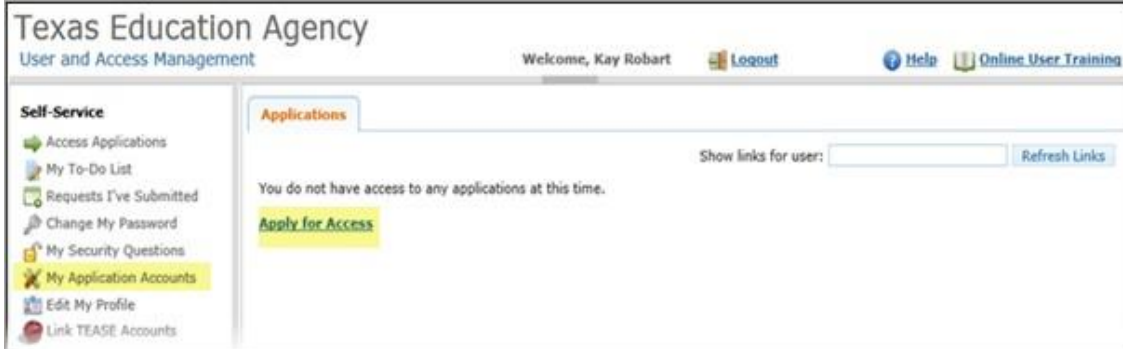 Texas Education Agency
User and Access Management
Welcome, Kay Robart
Logout
Help
Online User Training
Self-Service
Access Applications
My To-Do List
Requests I've Submitted
Change My Password
My Security Questions
My Application Accounts
Edit My Profile
Link TEASE Accounts
Applications
Show links for user:
Refresh Links
You do not have access to any applications at this time.
Apply for Access